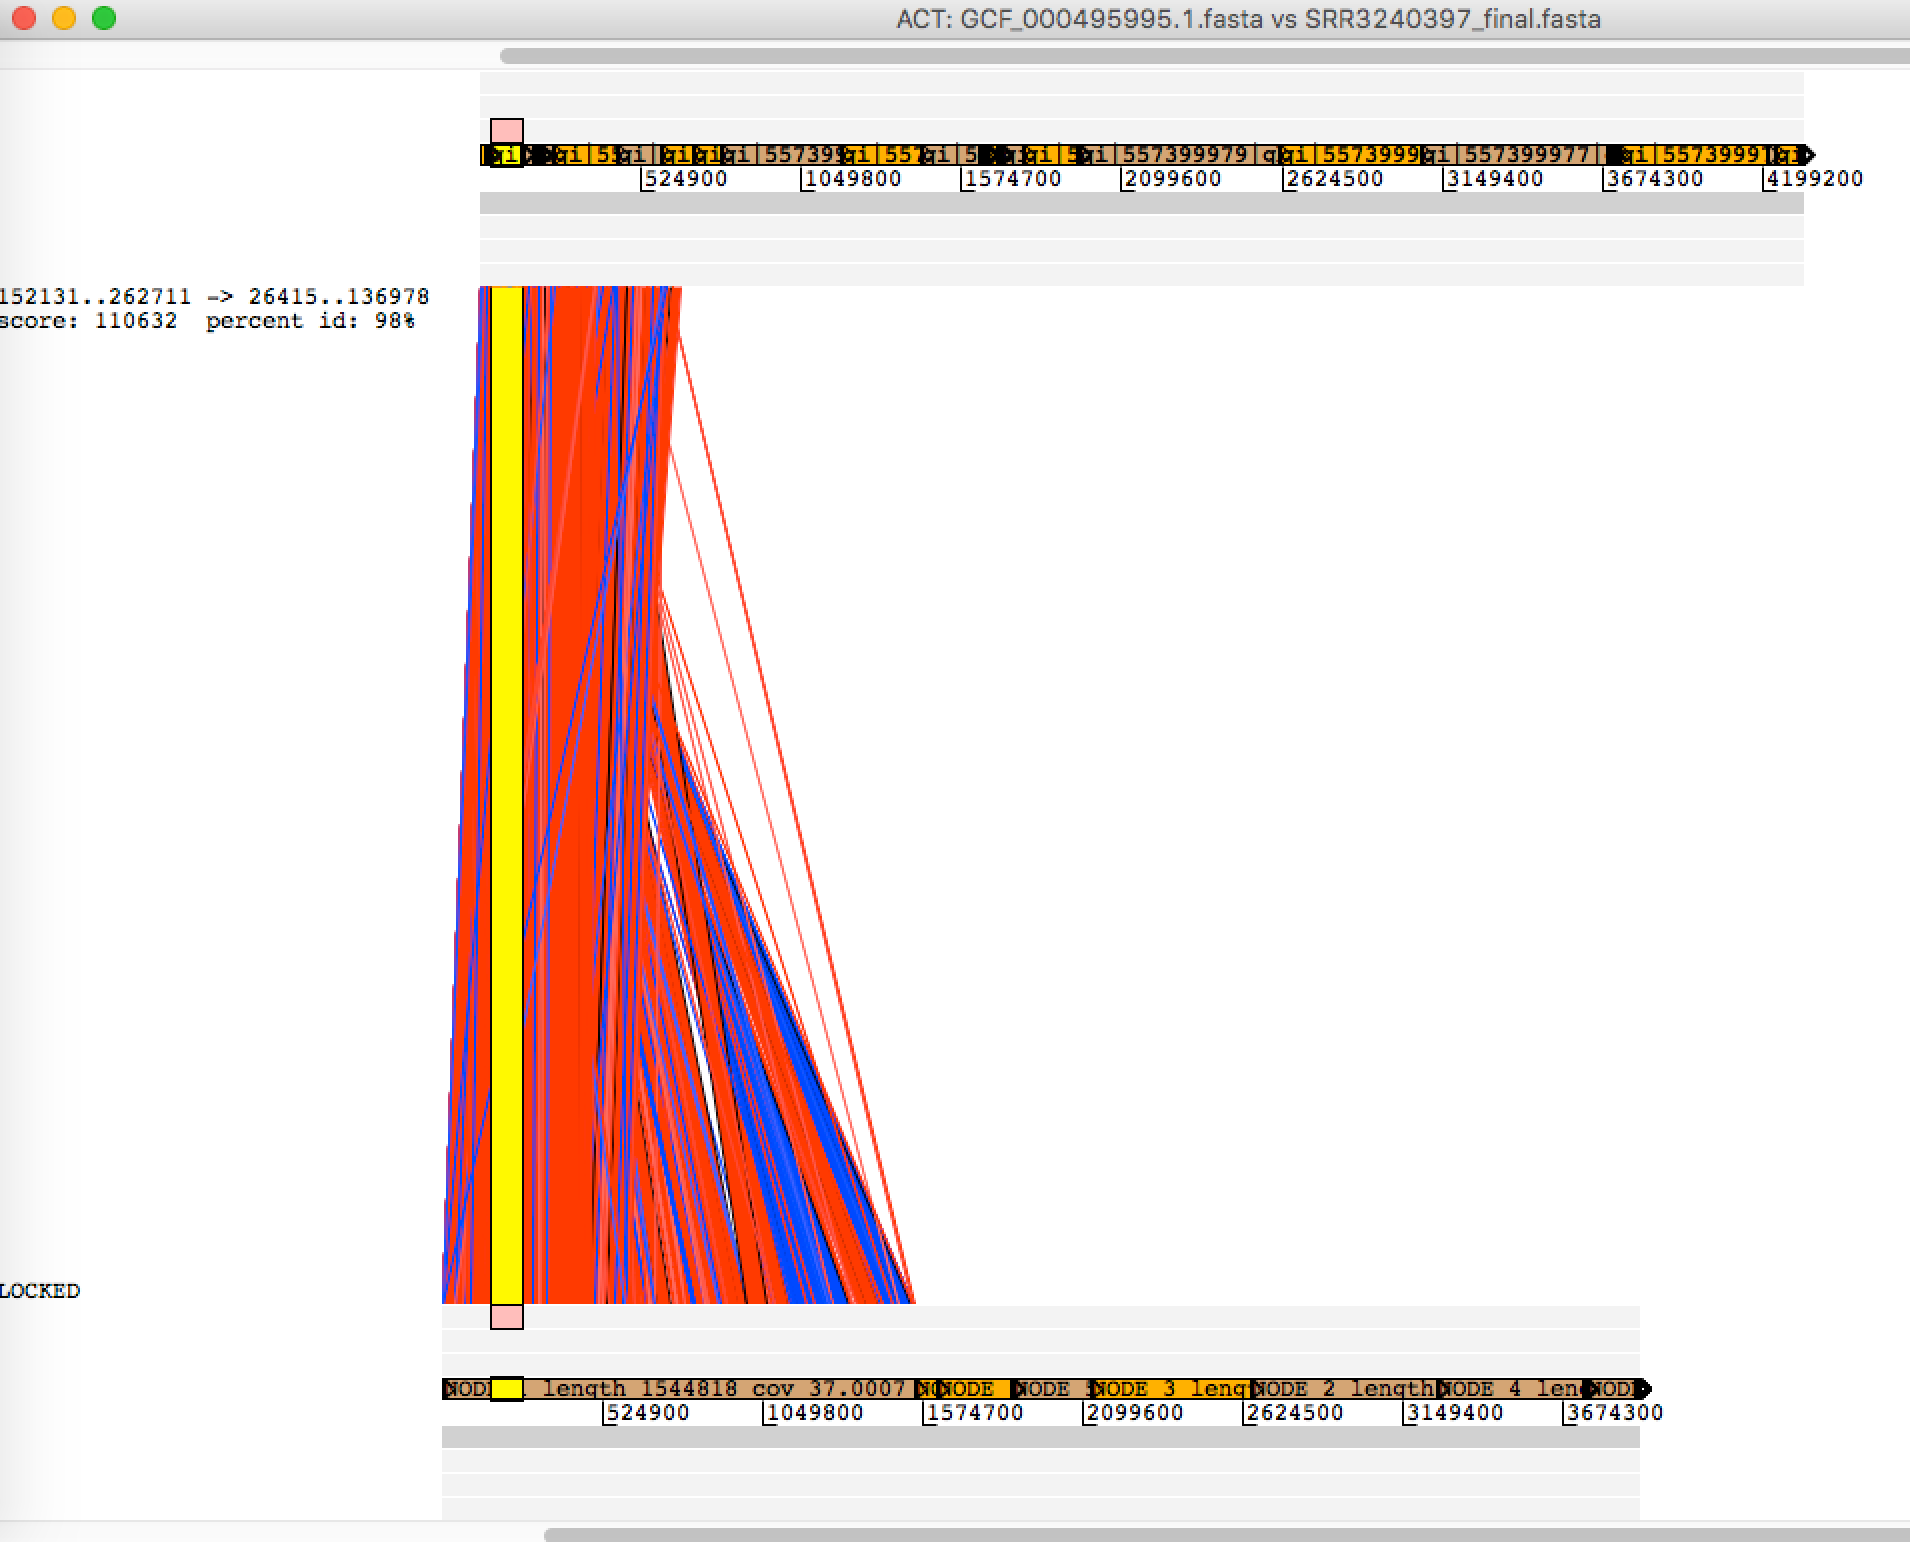 ACT: GCF_000495995.1.fasta vs SRR3240397_final.fasta
gi gi|55 gi| gi gi gi|557399 gi|557 gi|5 gi|5 gi|557399979|q gi|5573999 gi|557399977| gi|5573999 gi
524900 1049800 1574700 2099600 2624500 3149400 3674300 4199200
152131..262711 -> 26415..136978
score: 110632 percent id: 98%
LOCKED
NODE length 1544818 cov 37.0007 NODE NODE NODE 3 leng NODE 2 length NODE 4 len NOD
524900 1049800 1574700 2099600 2624500 3149400 3674300